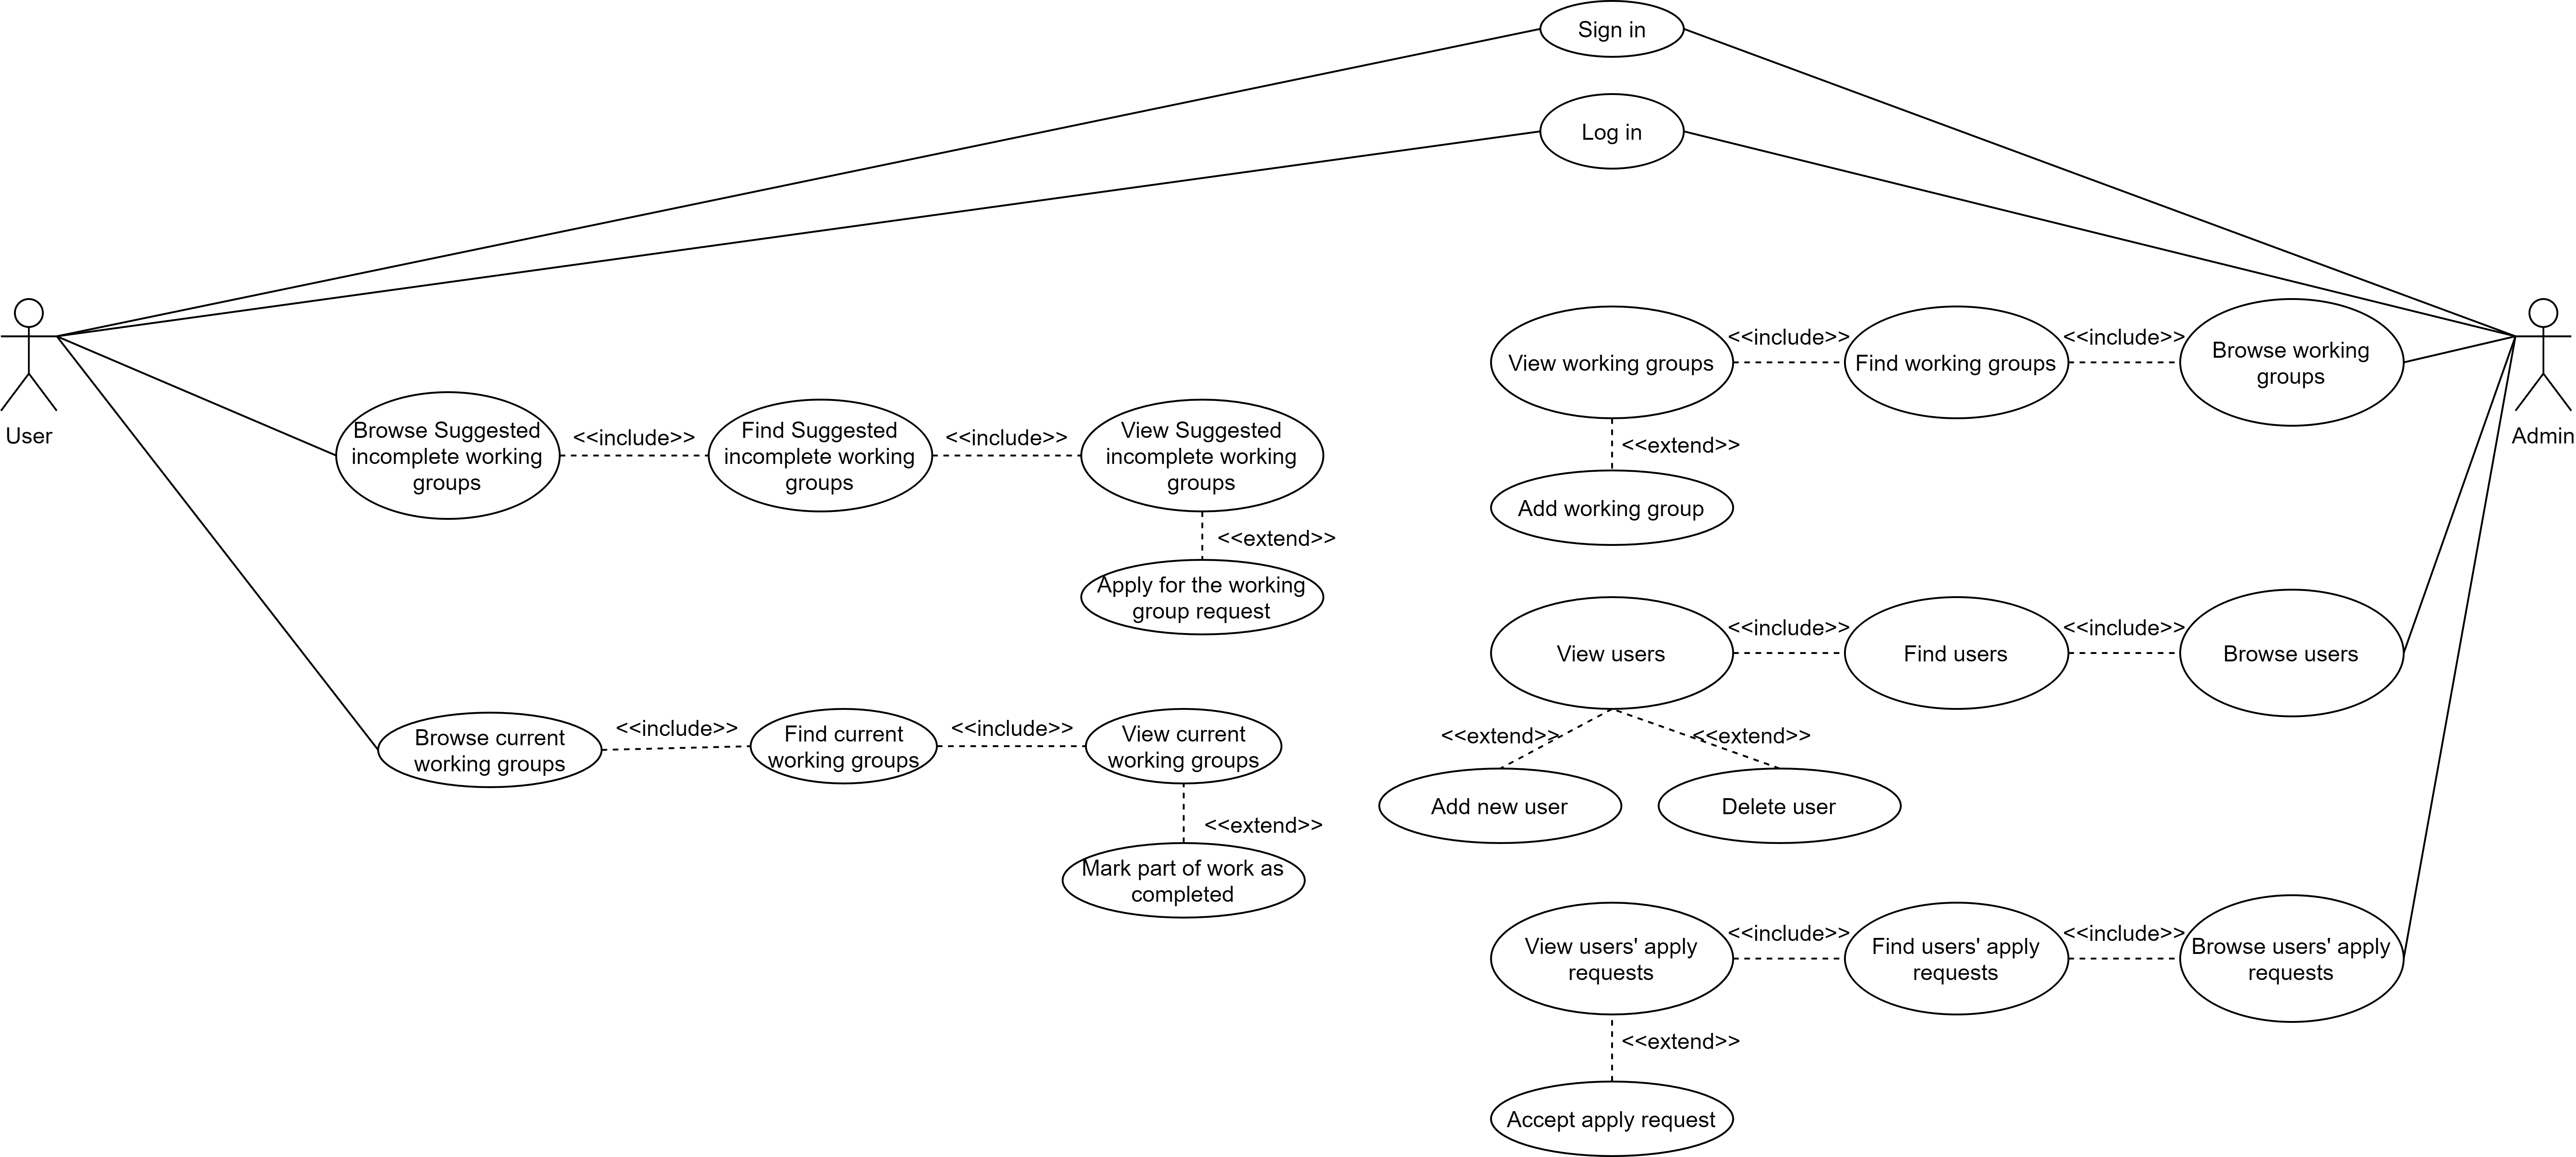 Sign in
Log in
User
Admin
Browse Suggested
incomplete working
groups
<<include>>
Find Suggested
incomplete working
groups
<<include>>
View Suggested
incomplete working
groups
<<extend>>
Apply for the working
group request
Browse current
working groups
<<include>>
Find current
working groups
<<include>>
View current
working groups
<<extend>>
Mark part of work as
completed
View working groups
<<include>>
Find working groups
<<include>>
Browse working
groups
<<extend>>
Add working group
View users
<<include>>
Find users
<<include>>
Browse users
<<extend>>
<<extend>>
Add new user
Delete user
View users' apply
requests
<<include>>
Find users' apply
requests
<<include>>
Browse users' apply
requests
<<extend>>
Accept apply request